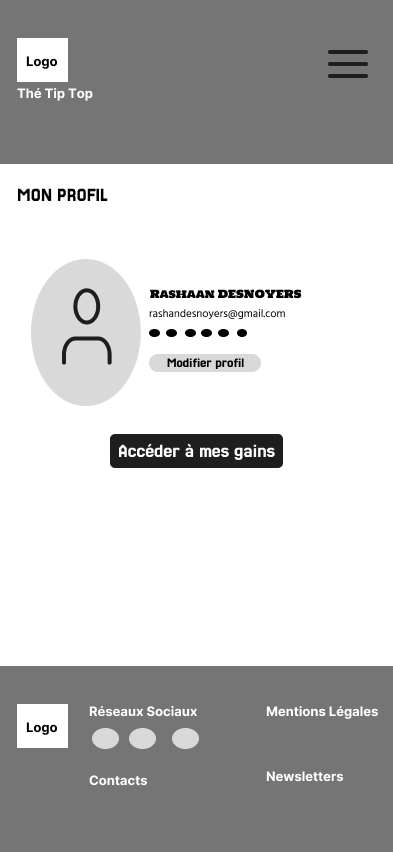 Logo
Thé Tip Top
MON PROFIL
RASHAAN DESNOYERS
rashandesnoyers@gmail.com
Modifier profil
Accéder à mes gains
Logo
Réseaux Sociaux
Mentions Légales
Contacts
Newsletters